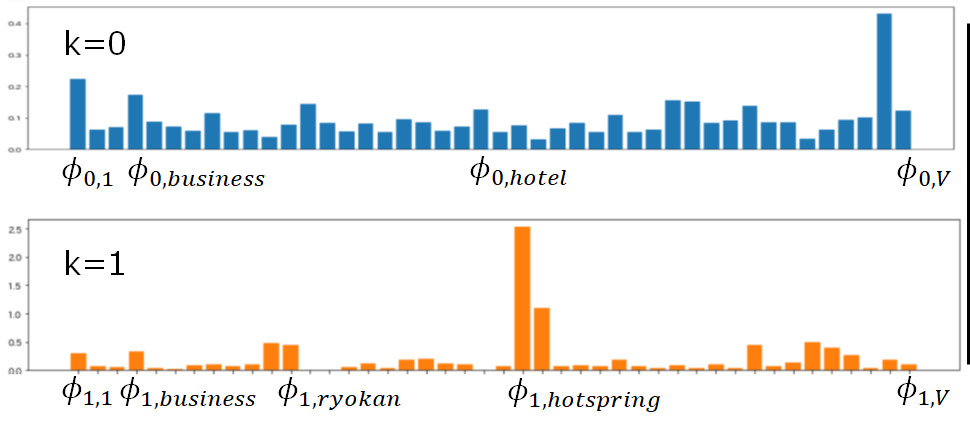 k=0
0.4
0.3
0.2
0.1
0.0
ϕ0,1 ϕ0,business ϕ0,hotel ϕ0,V
k=1
2.5
2.0
1.5
1.0
0.5
0.0
ϕ1,1 ϕ1,business ϕ1,ryokan ϕ1,hotspring ϕ1,V